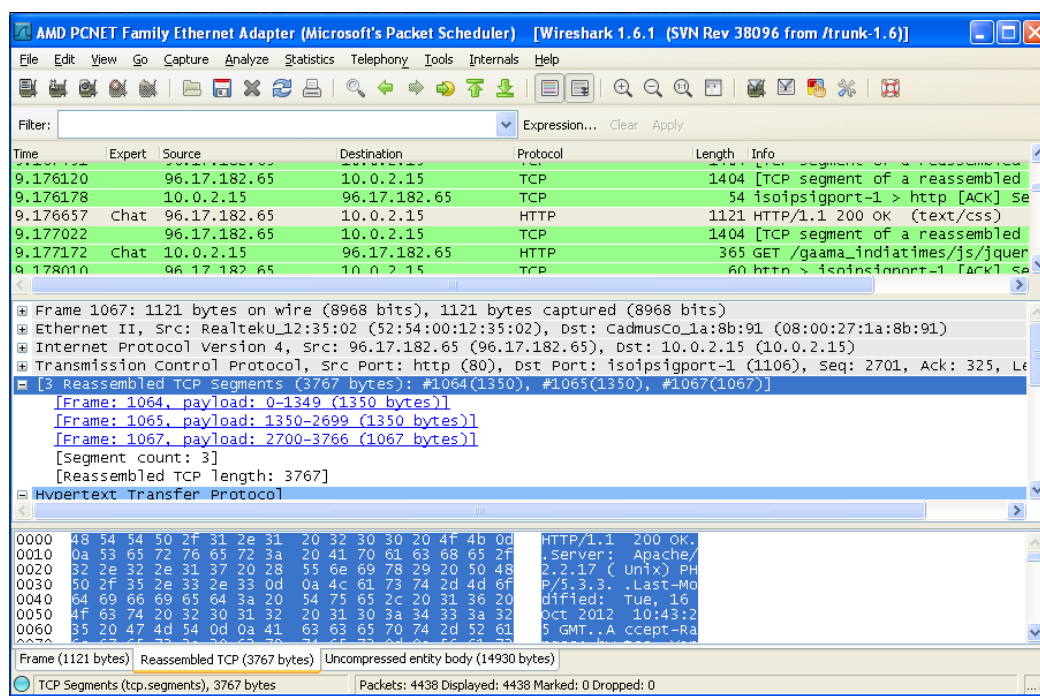 AMD PCNET Family Ethernet Adapter (Microsoft's Packet Scheduler) [Wireshark 1.6.1 (SVN Rev 38096 from /trunk-1.6)]
File Edit View Go Capture Analyze Statistics Telephony Tools Internals Help
Filter: Expression... Clear Apply
Time Expert Source Destination Protocol Length Info
9.176120 96.17.182.65 10.0.2.15 TCP 1404 [TCP segment of a reassembled
9.176178 10.0.2.15 96.17.182.65 TCP 54 isoipsigport-1 > http [ACK] Se
9.176657 Chat 96.17.182.65 10.0.2.15 HTTP 1121 HTTP/1.1 200 OK (text/css)
9.177022 96.17.182.65 10.0.2.15 TCP 1404 [TCP segment of a reassembled
9.177172 Chat 10.0.2.15 96.17.182.65 HTTP 365 GET /gaama_indiatimes/js/jquer
9.178010 96.17.182.65 10.0.2.15 TCP 60 http > isoipsigport-1 [ACK] Se
Frame 1067: 1121 bytes on wire (8968 bits), 1121 bytes captured (8968 bits)
Ethernet II, Src: RealtekU_12:35:02 (52:54:00:12:35:02), Dst: CadmusCo_1a:8b:91 (08:00:27:1a:8b:91)
Internet Protocol Version 4, Src: 96.17.182.65 (96.17.182.65), Dst: 10.0.2.15 (10.0.2.15)
Transmission Control Protocol, Src Port: http (80), Dst Port: isoipsigport-1 (1106), Seq: 2701, Ack: 325, Le
[3 Reassembled TCP Segments (3767 bytes): #1064(1350), #1065(1350), #1067(1067)]
[Frame: 1064, payload: 0-1349 (1350 bytes)]
[Frame: 1065, payload: 1350-2699 (1350 bytes)]
[Frame: 1067, payload: 2700-3766 (1067 bytes)]
[Segment count: 3]
[Reassembled TCP length: 3767]
Hypertext Transfer Protocol
0000 48 54 54 50 2f 31 2e 31 20 32 30 30 20 4f 4b 0d HTTP/1.1 200 OK.
0010 0a 53 65 72 76 65 72 3a 20 41 70 61 63 68 65 2f .Server: Apache/
0020 32 2e 32 2e 31 37 20 28 55 6e 69 78 29 20 50 48 2.2.17 ( Unix) PH
0030 50 2f 35 2e 33 2e 33 0d 0a 4c 61 73 74 2d 4d 6f P/5.3.3. .Last-Mo
0040 64 69 66 69 65 64 3a 20 54 75 65 2c 20 31 36 20 dified: Tue, 16
0050 4f 63 74 20 32 30 31 32 20 31 30 3a 34 33 3a 32 Oct 2012 10:43:2
0060 35 20 47 4d 54 0d 0a 41 63 63 65 70 74 2d 52 61 5 GMT..A ccept-Ra
Frame (1121 bytes) Reassembled TCP (3767 bytes) Uncompressed entity body (14930 bytes)
TCP Segments (tcp.segments), 3767 bytes Packets: 4438 Displayed: 4438 Marked: 0 Dropped: 0